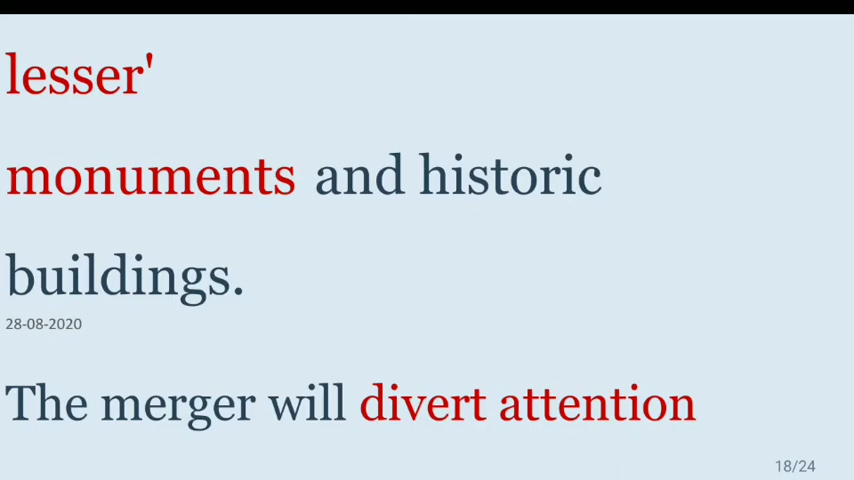 lesser'
monuments and historic
buildings.
28-08-2020
The merger will divert attention
18/24